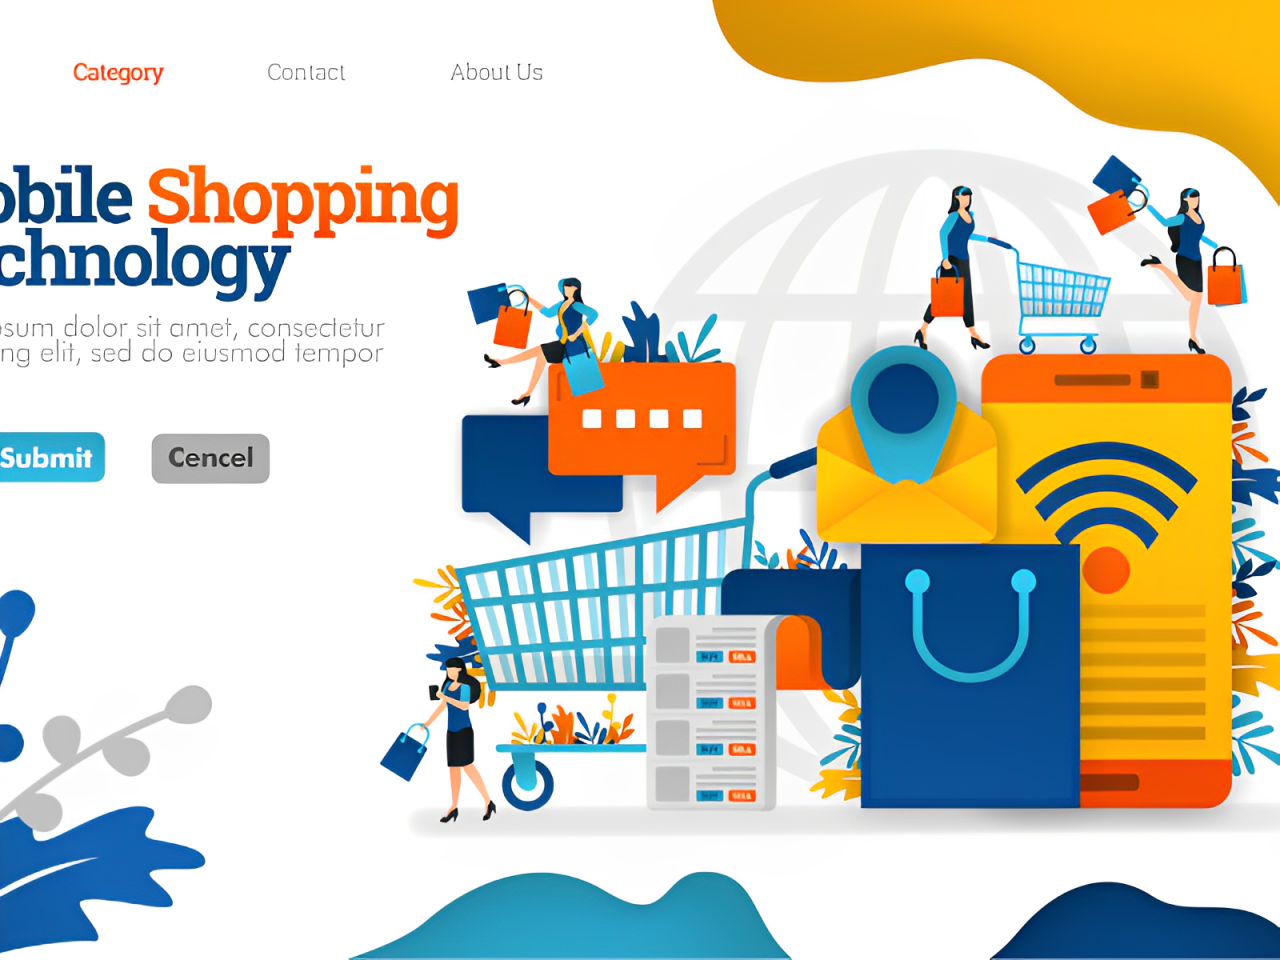 Category Contact About Us
obile Shopping
chnology
psum dolor sit amet, consectetur
ng elit, sed do eiusmod tempor
Submit Cencel